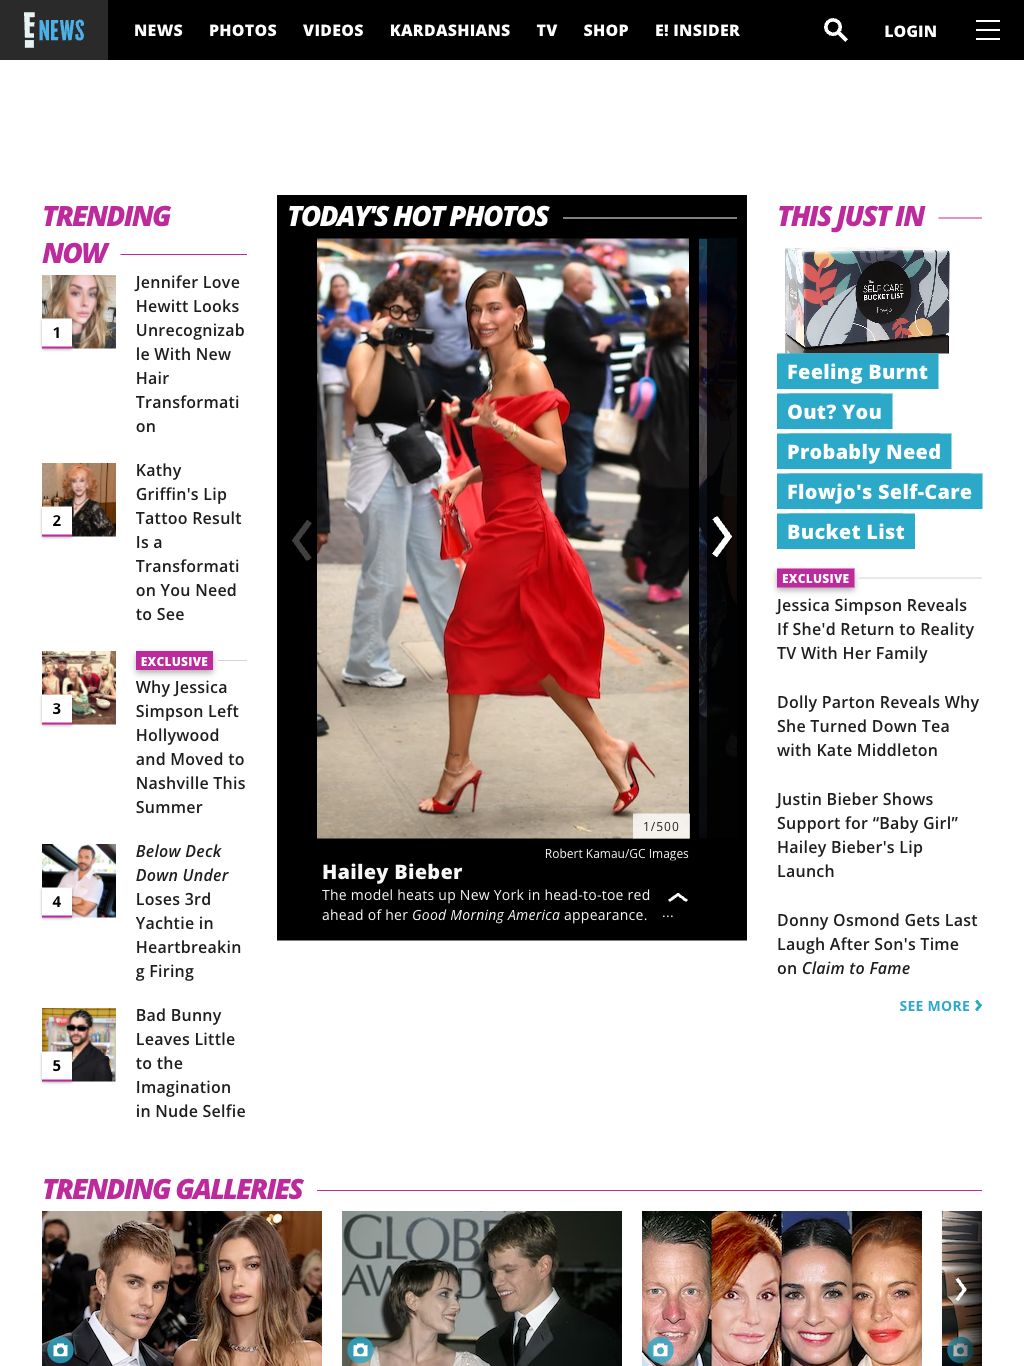 E! NEWS
NEWS PHOTOS VIDEOS KARDASHIANS TV SHOP E! INSIDER
LOGIN
TRENDING
NOW
1
Jennifer Love
Hewitt Looks
Unrecognizab
le With New
Hair
Transformati
on
2
Kathy
Griffin's Lip
Tattoo Result
Is a
Transformati
on You Need
to See
3
EXCLUSIVE
Why Jessica
Simpson Left
Hollywood
and Moved to
Nashville This
Summer
4
Below Deck
Down Under
Loses 3rd
Yachtie in
Heartbreakin
g Firing
5
Bad Bunny
Leaves Little
to the
Imagination
in Nude Selfie
TODAY'S HOT PHOTOS
1/500
Robert Kamau/GC Images
Hailey Bieber
The model heats up New York in head-to-toe red
ahead of her Good Morning America appearance. ...
THIS JUST IN
SELF CARE
BUCKET LIST
Feeling Burnt
Out? You
Probably Need
Flowjo's Self-Care
Bucket List
EXCLUSIVE
Jessica Simpson Reveals
If She'd Return to Reality
TV With Her Family
Dolly Parton Reveals Why
She Turned Down Tea
with Kate Middleton
Justin Bieber Shows
Support for “Baby Girl”
Hailey Bieber's Lip
Launch
Donny Osmond Gets Last
Laugh After Son's Time
on Claim to Fame
SEE MORE
TRENDING GALLERIES
GLOBE
AWARDS